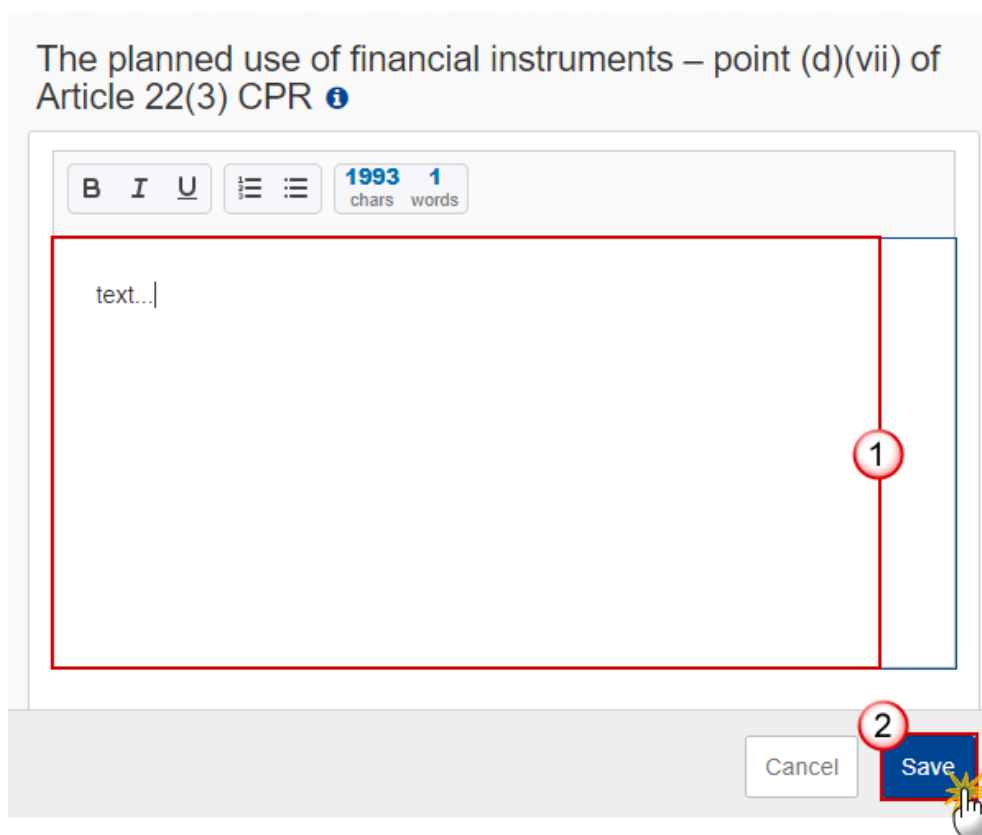 The planned use of financial instruments – point (d)(vii) of
Article 22(3) CPR
B I U 1993 1
chars words
text...
1
2
Cancel Save